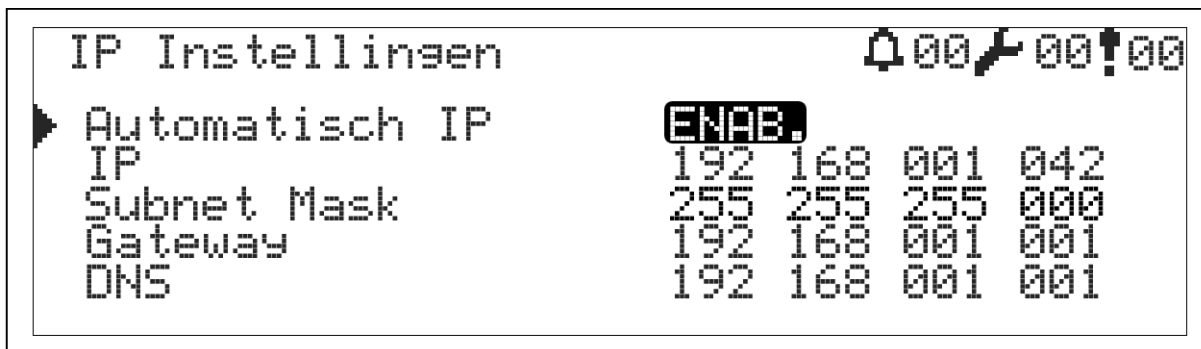 IP Instellingen 00 00 00
Automatisch IP ENAB.
IP 192 168 001 042
Subnet Mask 255 255 255 000
Gateway 192 168 001 001
DNS 192 168 001 001